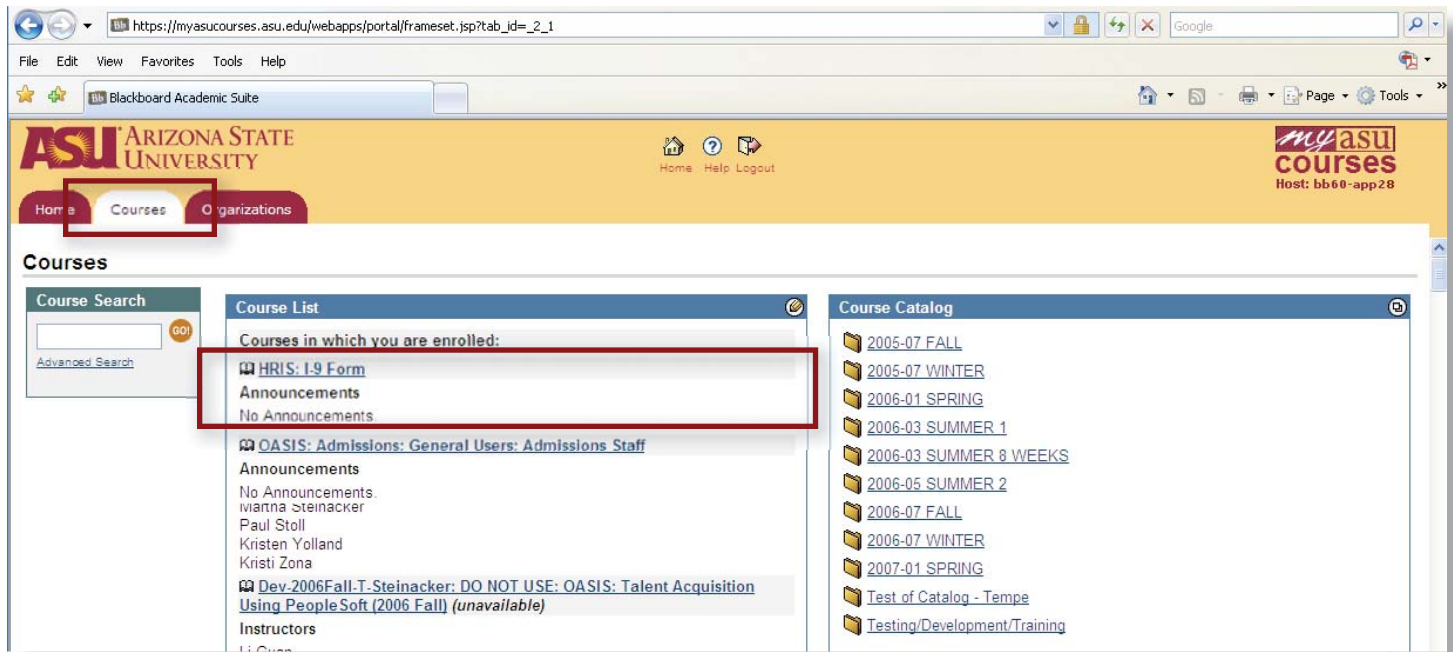 https://myasucourses.asu.edu/webapps/portal/frameset.jsp?tab_id=_2_1
Google
File Edit View Favorites Tools Help
Bb Blackboard Academic Suite
Page Tools
ASU ARIZONA STATE
UNIVERSITY
Home Help Logout
my asu
courses
Host: bb60-app28
Home Courses Organizations
Courses
Course Search
GO!
Advanced Search
Course List
Courses in which you are enrolled:
HRIS: I-9 Form
Announcements
No Announcements.
OASIS: Admissions: General Users: Admissions Staff
Announcements
No Announcements.
Martha Steinacker
Paul Stoll
Kristen Yolland
Kristi Zona
Dev-2006Fall-T-Steinacker: DO NOT USE: OASIS: Talent Acquisition
Using PeopleSoft (2006 Fall) (unavailable)
Instructors
Course Catalog
2005-07 FALL
2005-07 WINTER
2006-01 SPRING
2006-03 SUMMER 1
2006-03 SUMMER 8 WEEKS
2006-05 SUMMER 2
2006-07 FALL
2006-07 WINTER
2007-01 SPRING
Test of Catalog - Tempe
Testing/Development/Training